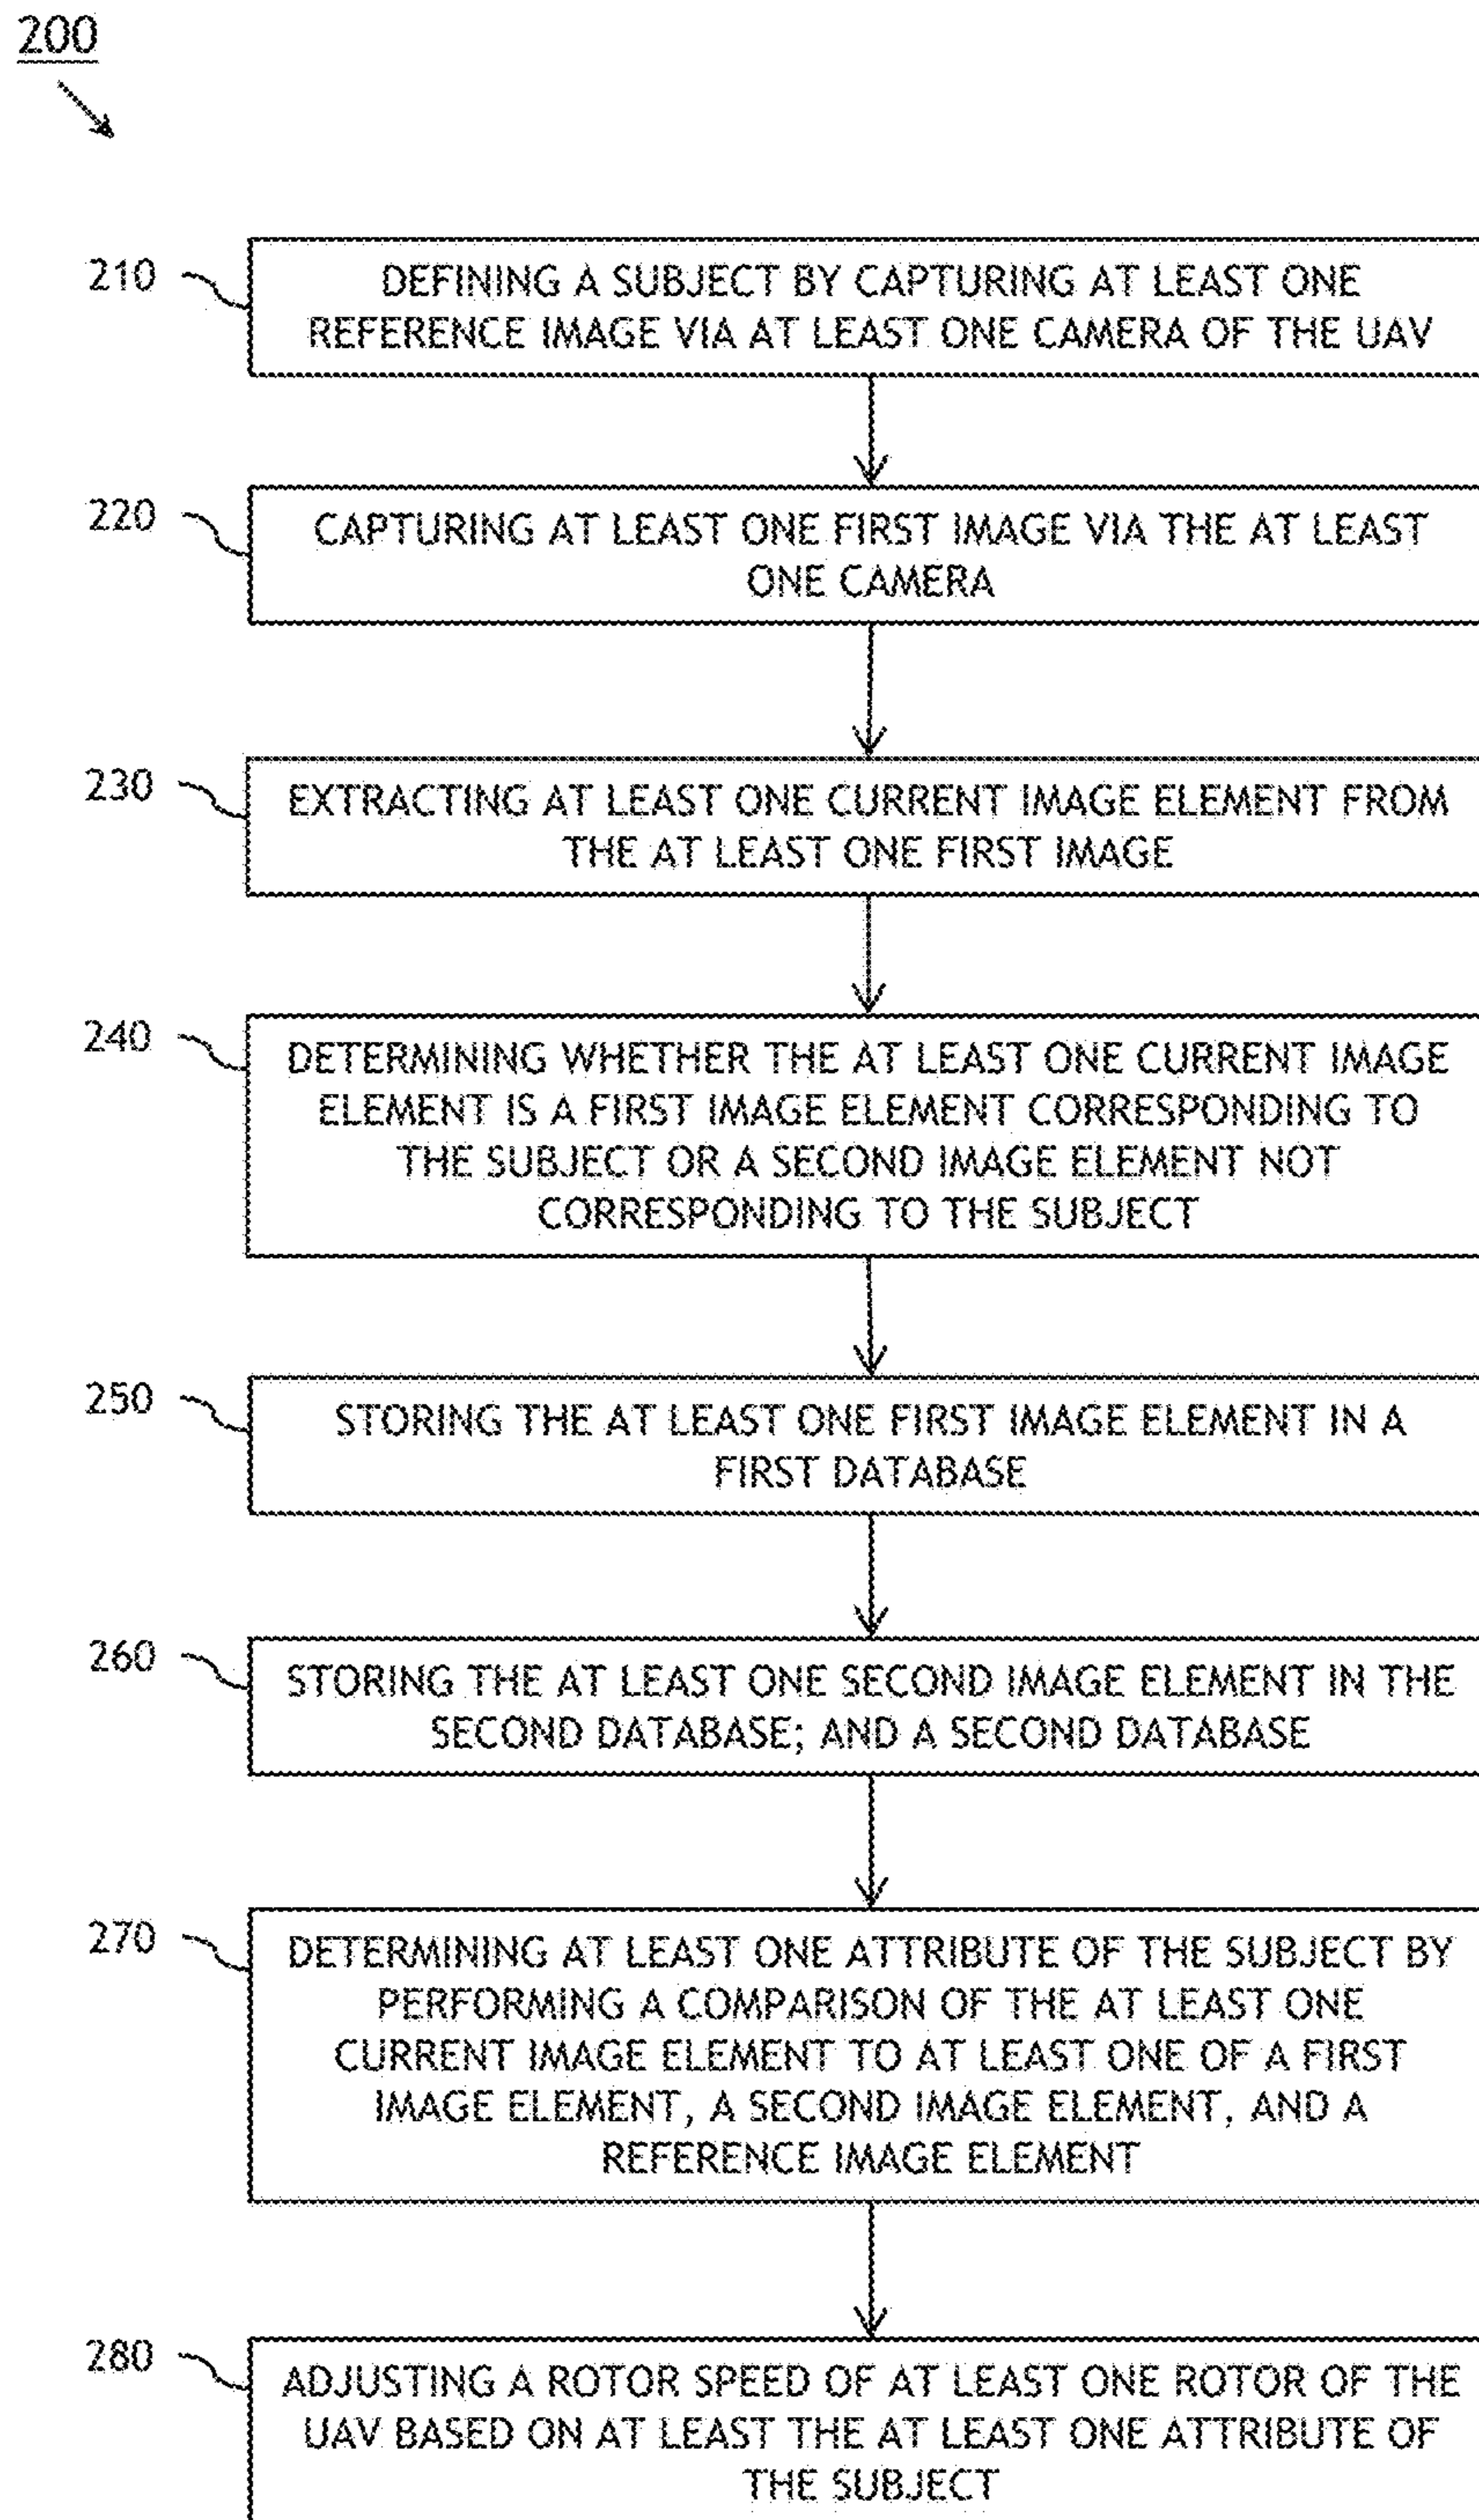 200
210
DEFINING A SUBJECT BY CAPTURING AT LEAST ONE
REFERENCE IMAGE VIA AT LEAST ONE CAMERA OF THE UAV
220
CAPTURING AT LEAST ONE FIRST IMAGE VIA THE AT LEAST
ONE CAMERA
230
EXTRACTING AT LEAST ONE CURRENT IMAGE ELEMENT FROM
THE AT LEAST ONE FIRST IMAGE
240
DETERMINING WHETHER THE AT LEAST ONE CURRENT IMAGE
ELEMENT IS A FIRST IMAGE ELEMENT CORRESPONDING TO
THE SUBJECT OR A SECOND IMAGE ELEMENT NOT
CORRESPONDING TO THE SUBJECT
250
STORING THE AT LEAST ONE FIRST IMAGE ELEMENT IN A
FIRST DATABASE
260
STORING THE AT LEAST ONE SECOND IMAGE ELEMENT IN THE
SECOND DATABASE; AND A SECOND DATABASE
270
DETERMINING AT LEAST ONE ATTRIBUTE OF THE SUBJECT BY
PERFORMING A COMPARISON OF THE AT LEAST ONE
CURRENT IMAGE ELEMENT TO AT LEAST ONE OF A FIRST
IMAGE ELEMENT, A SECOND IMAGE ELEMENT, AND A
REFERENCE IMAGE ELEMENT
280
ADJUSTING A ROTOR SPEED OF AT LEAST ONE ROTOR OF THE
UAV BASED ON AT LEAST THE AT LEAST ONE ATTRIBUTE OF
THE SUBJECT